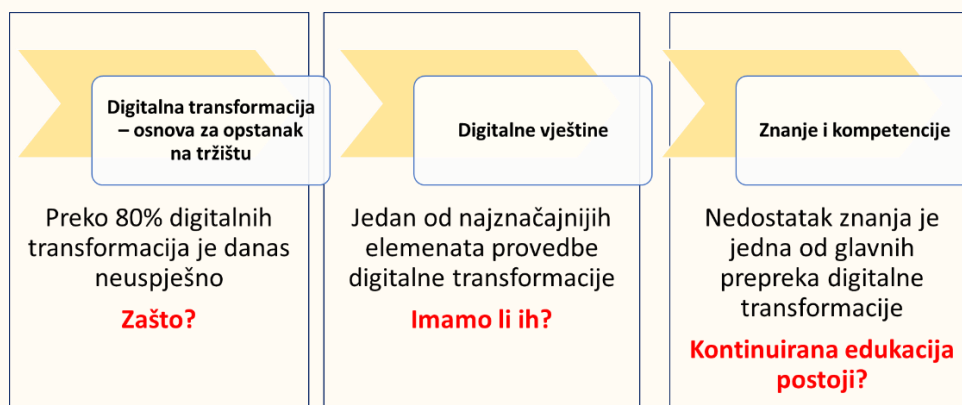 Digitalna transformacija
– osnova za opstanak
na tržištu
Preko 80% digitalnih
transformacija je danas
neuspješno
Zašto?
Digitalne vještine
Jedan od najznačajnijih
elemenata provedbe
digitalne transformacije
Imamo li ih?
Znanje i kompetencije
Nedostatak znanja je
jedna od glavnih
prepreka digitalne
transformacije
Kontinuirana edukacija
postoji?